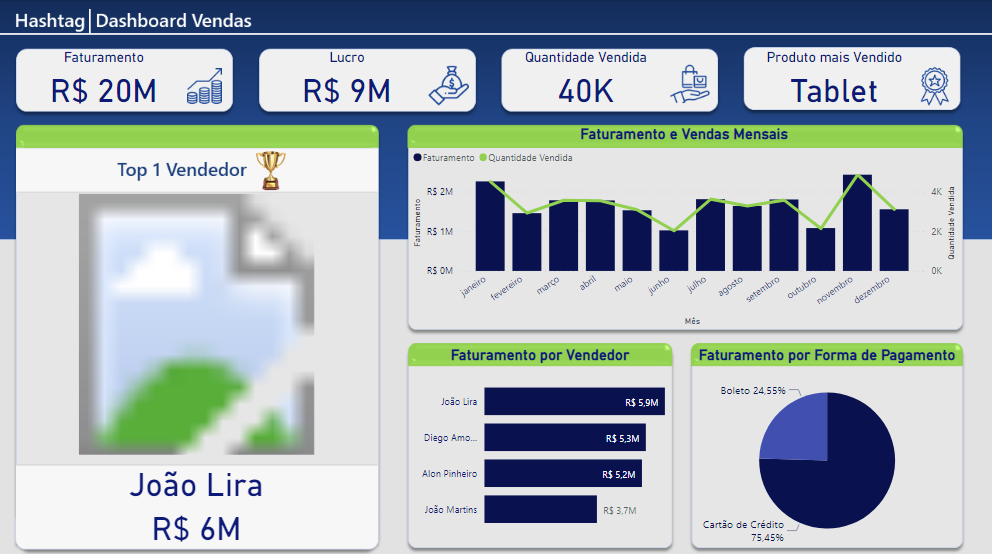 Hashtag|Dashboard Vendas
Faturamento
R$ 20M
Lucro
R$ 9M
Quantidade Vendida
40K
Produto mais Vendido
Tablet
Top 1 Vendedor
João Lira
R$ 6M
Faturamento e Vendas Mensais
Faturamento Quantidade Vendida
R$ 2M
R$ 1M
R$ 0M
Faturamento
4K
2K
0K
Quantidade Vendida
janeiro
fevereiro
março
abril
maio
junho
julho
agosto
setembro
outubro
novembro
dezembro
Mês
Faturamento por Vendedor
João Lira R$ 5,9M
Diego Amo... R$ 5,3M
Alon Pinheiro R$ 5,2M
João Martins R$ 3,7M
Faturamento por Forma de Pagamento
Boleto 24,55%
Cartão de Crédito
75,45%